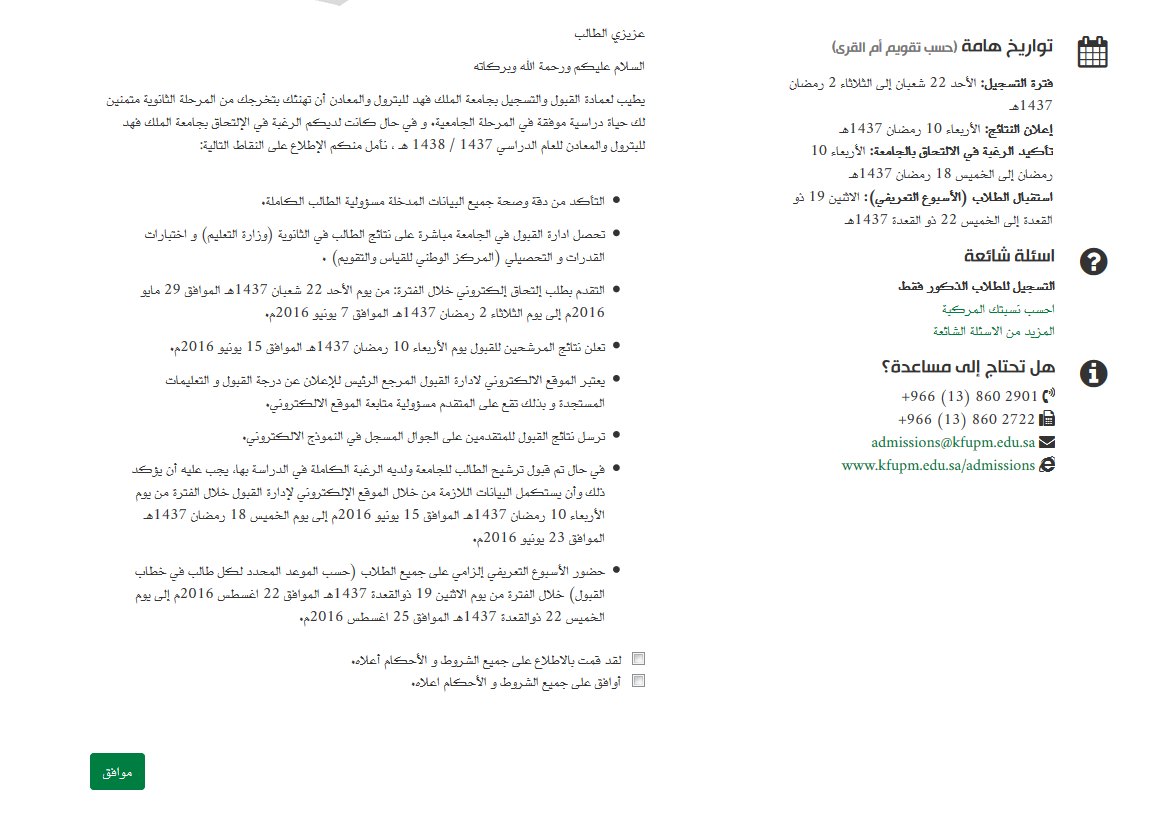 تواريخ هامة (حسب تقويم أم القرى)
فترة التسجيل: الأحد 22 شعبان إلى الثلاثاء 2 رمضان
1437هـ
إعلان النتائج: الأربعاء 10 رمضان 1437هـ
تأكيد الرغبة في الالتحاق بالجامعة: الأربعاء 10
رمضان إلى الخميس 18 رمضان 1437هـ
استقبال الطلاب (الأسبوع التعريفي): الاثنين 19 ذو
القعدة إلى الخميس 22 ذو القعدة 1437هـ
اسئلة شائعة
التسجيل للطلاب الذكور فقط
احسب نسبتك المركبة
المزيد من الاسئلة الشائعة
هل تحتاج إلى مساعدة؟
+966 (13) 860 2901
+966 (13) 860 2722
admissions@kfupm.edu.sa
www.kfupm.edu.sa/admissions
عزيزي الطالب
السلام عليكم ورحمة الله وبركاته
يطيب لعمادة القبول والتسجيل بجامعة الملك فهد للبترول والمعادن أن تهنئك بتخرجك من المرحلة الثانوية متمنين
لك حياة دراسية موفقة في المرحلة الجامعية. و في حال كانت لديكم الرغبة في الإلتحاق بجامعة الملك فهد
للبترول والمعادن للعام الدراسي 1437 / 1438 هـ ، نأمل منكم الإطلاع على النقاط التالية:
التأكد من دقة وصحة جميع البيانات المدخلة مسؤولية الطالب الكاملة.
تحصل ادارة القبول في الجامعة مباشرة على نتائج الطالب في الثانوية (وزارة التعليم) و اختبارات
القدرات و التحصيلي (المركز الوطني للقياس والتقويم) .
التقدم بطلب إلتحاق إلكتروني خلال الفترة: من يوم الأحد 22 شعبان 1437هـ الموافق 29 مايو
2016م إلى يوم الثلاثاء 2 رمضان 1437هـ الموافق 7 يونيو 2016م.
تعلن نتائج المرشحين للقبول يوم الأربعاء 10 رمضان 1437هـ الموافق 15 يونيو 2016م.
يعتبر الموقع الالكتروني لادارة القبول المرجع الرئيس للإعلان عن درجة القبول و التعليمات
المستجدة و بذلك تقع على المتقدم مسؤولية متابعة الموقع الالكتروني.
ترسل نتائج القبول للمتقدمين على الجوال المسجل في النموذج الالكتروني.
في حال تم قبول ترشيح الطالب للجامعة ولديه الرغبة الكاملة في الدراسة بها، يجب عليه أن يؤكد
ذلك وأن يستكمل البيانات اللازمة من خلال الموقع الإلكتروني لإدارة القبول خلال الفترة من يوم
الأربعاء 10 رمضان 1437هـ الموافق 15 يونيو 2016م إلى يوم الخميس 18 رمضان 1437هـ
الموافق 23 يونيو 2016م.
حضور الأسبوع التعريفي إلزامي على جميع الطلاب (حسب الموعد المحدد لكل طالب في خطاب
القبول) خلال الفترة من يوم الاثنين 19 ذوالقعدة 1437هـ الموافق 22 اغسطس 2016م إلى يوم
الخميس 22 ذوالقعدة 1437هـ الموافق 25 اغسطس 2016م.
لقد قمت بالاطلاع على جميع الشروط و الأحكام أعلاه.
أوافق على جميع الشروط و الأحكام اعلاه.
موافق